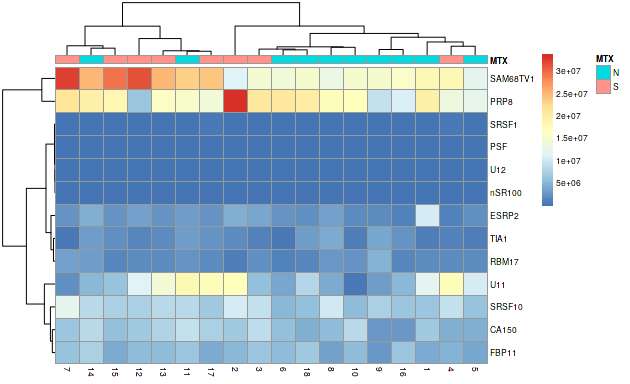 MTX
SAM68TV1
PRP8
SRSF1
PSF
U12
nSR100
ESRP2
TIA1
RBM17
U11
SRSF10
CA150
FBP11
7 14 15 12 13 11 17 2 3 6 18 8 10 9 16 1 4 5
3e+07
2.5e+07
2e+07
1.5e+07
1e+07
5e+06
MTX
N
S